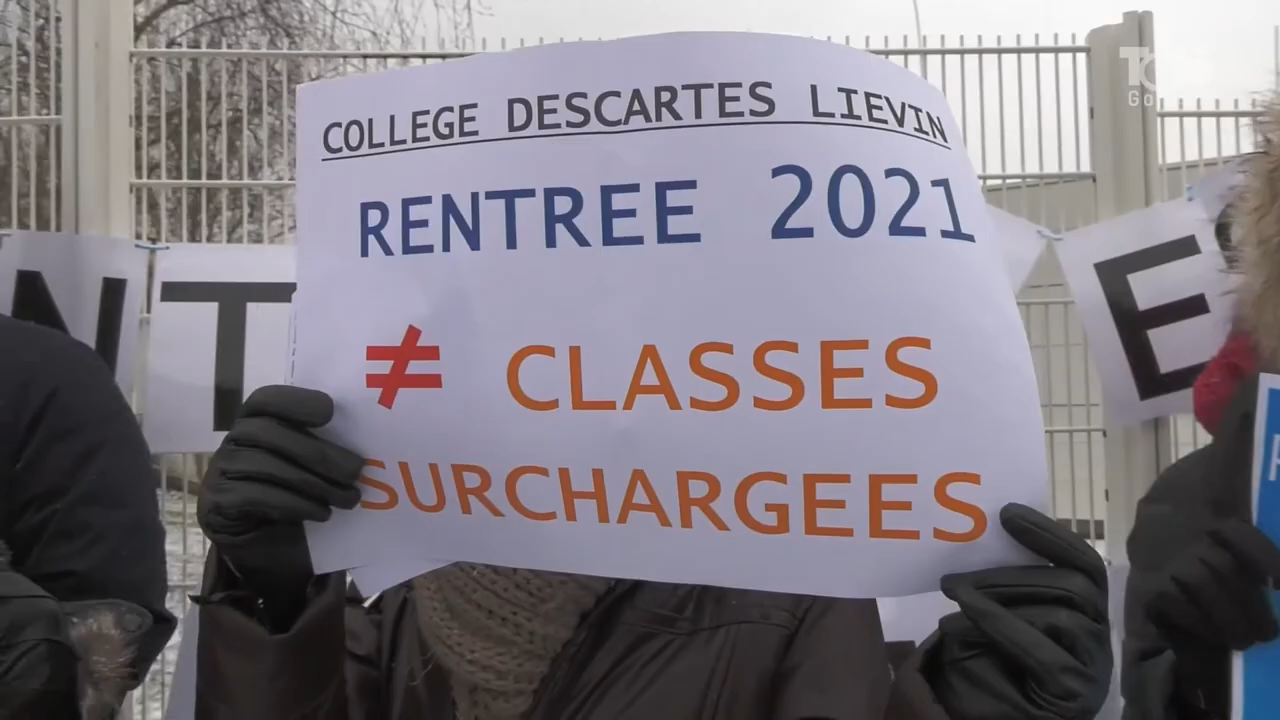 COLLEGE DESCARTES LIEVIN
RENTREE 2021
≠ CLASSES
SURCHARGEES
N
T
E